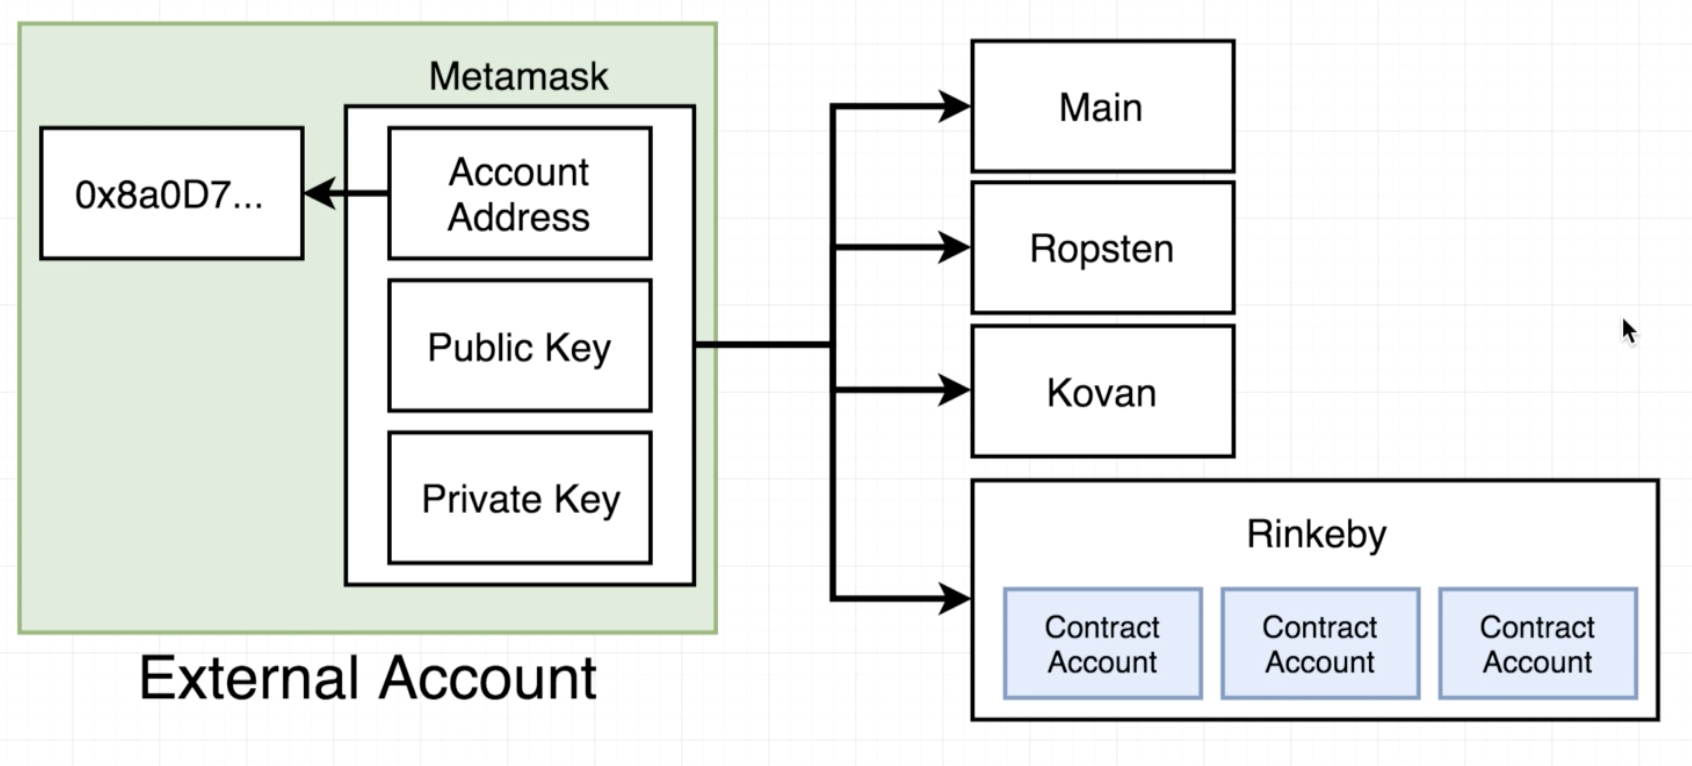 Metamask
0x8a0D7...
Account
Address
Public Key
Private Key
External Account
Main
Ropsten
Kovan
Rinkeby
Contract
Account
Contract
Account
Contract
Account